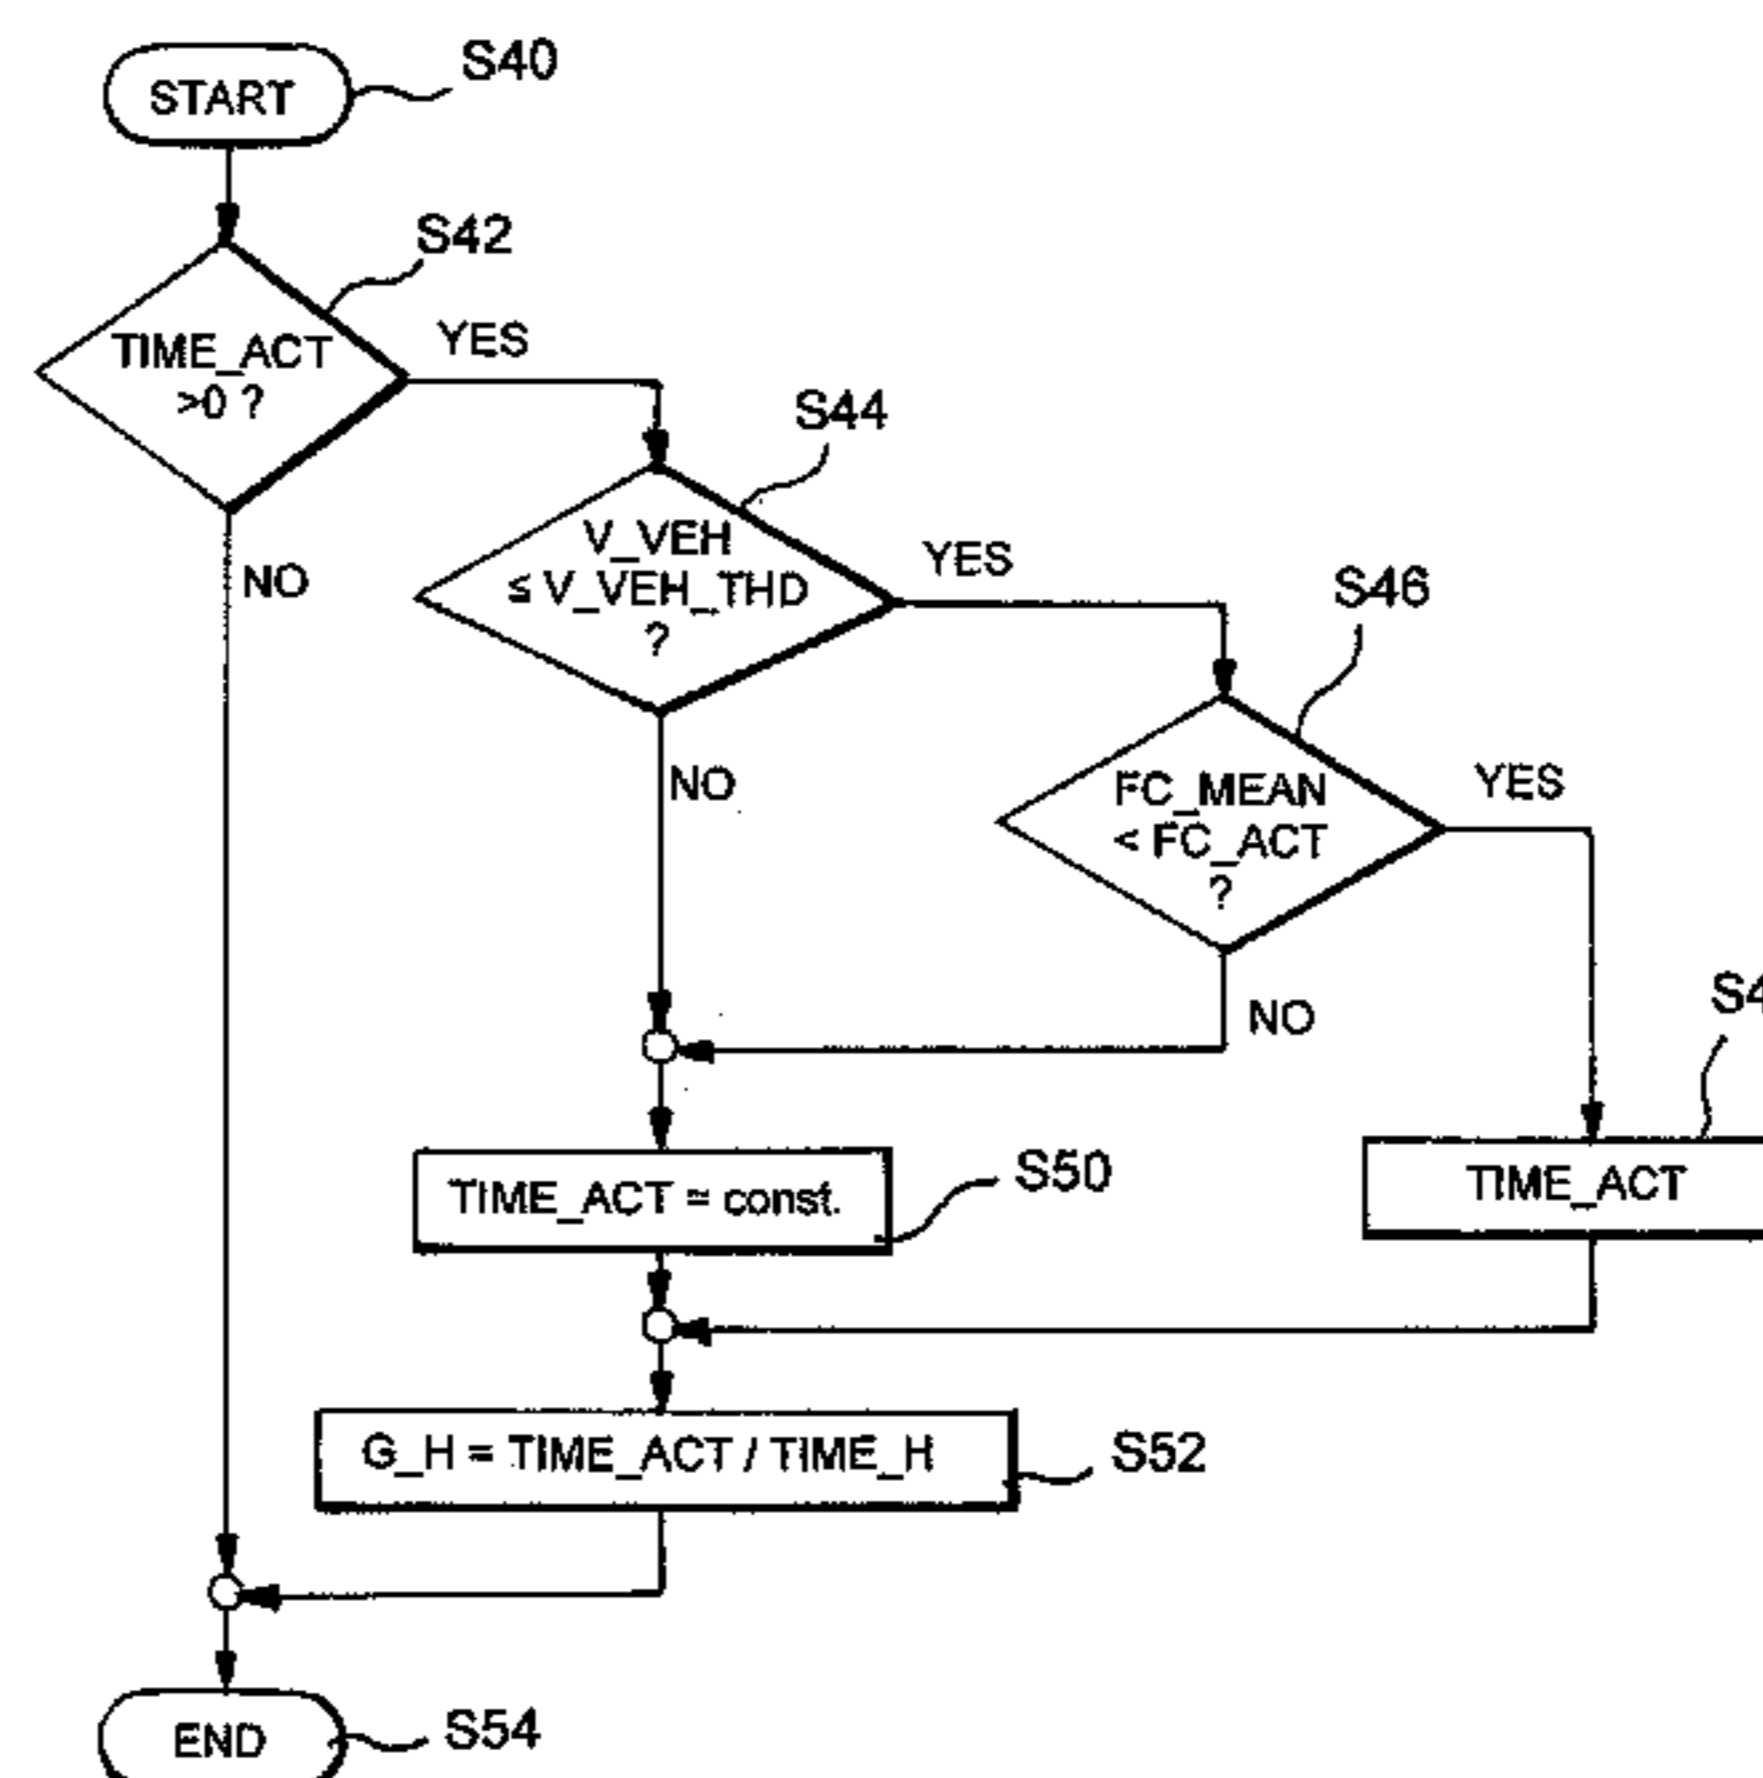 START
S40
S42
TIME_ACT
>0 ?
YES
NO
S44
V_VEH
≤ V_VEH_THD
?
YES
NO
S46
FC_MEAN
< FC_ACT
?
YES
NO
S4
TIME_ACT
TIME_ACT = const.
S50
G_H = TIME_ACT / TIME_H
S52
END
S54